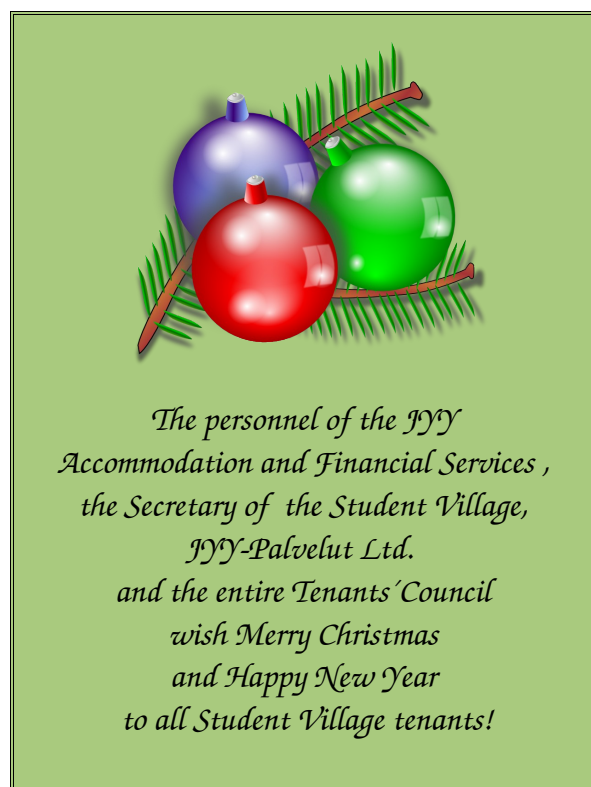 The personnel of the JYY
Accommodation and Financial Services ,
the Secretary of the Student Village,
JYY-Palvelut Ltd.
and the entire Tenants´Council
wish Merry Christmas
and Happy New Year
to all Student Village tenants!